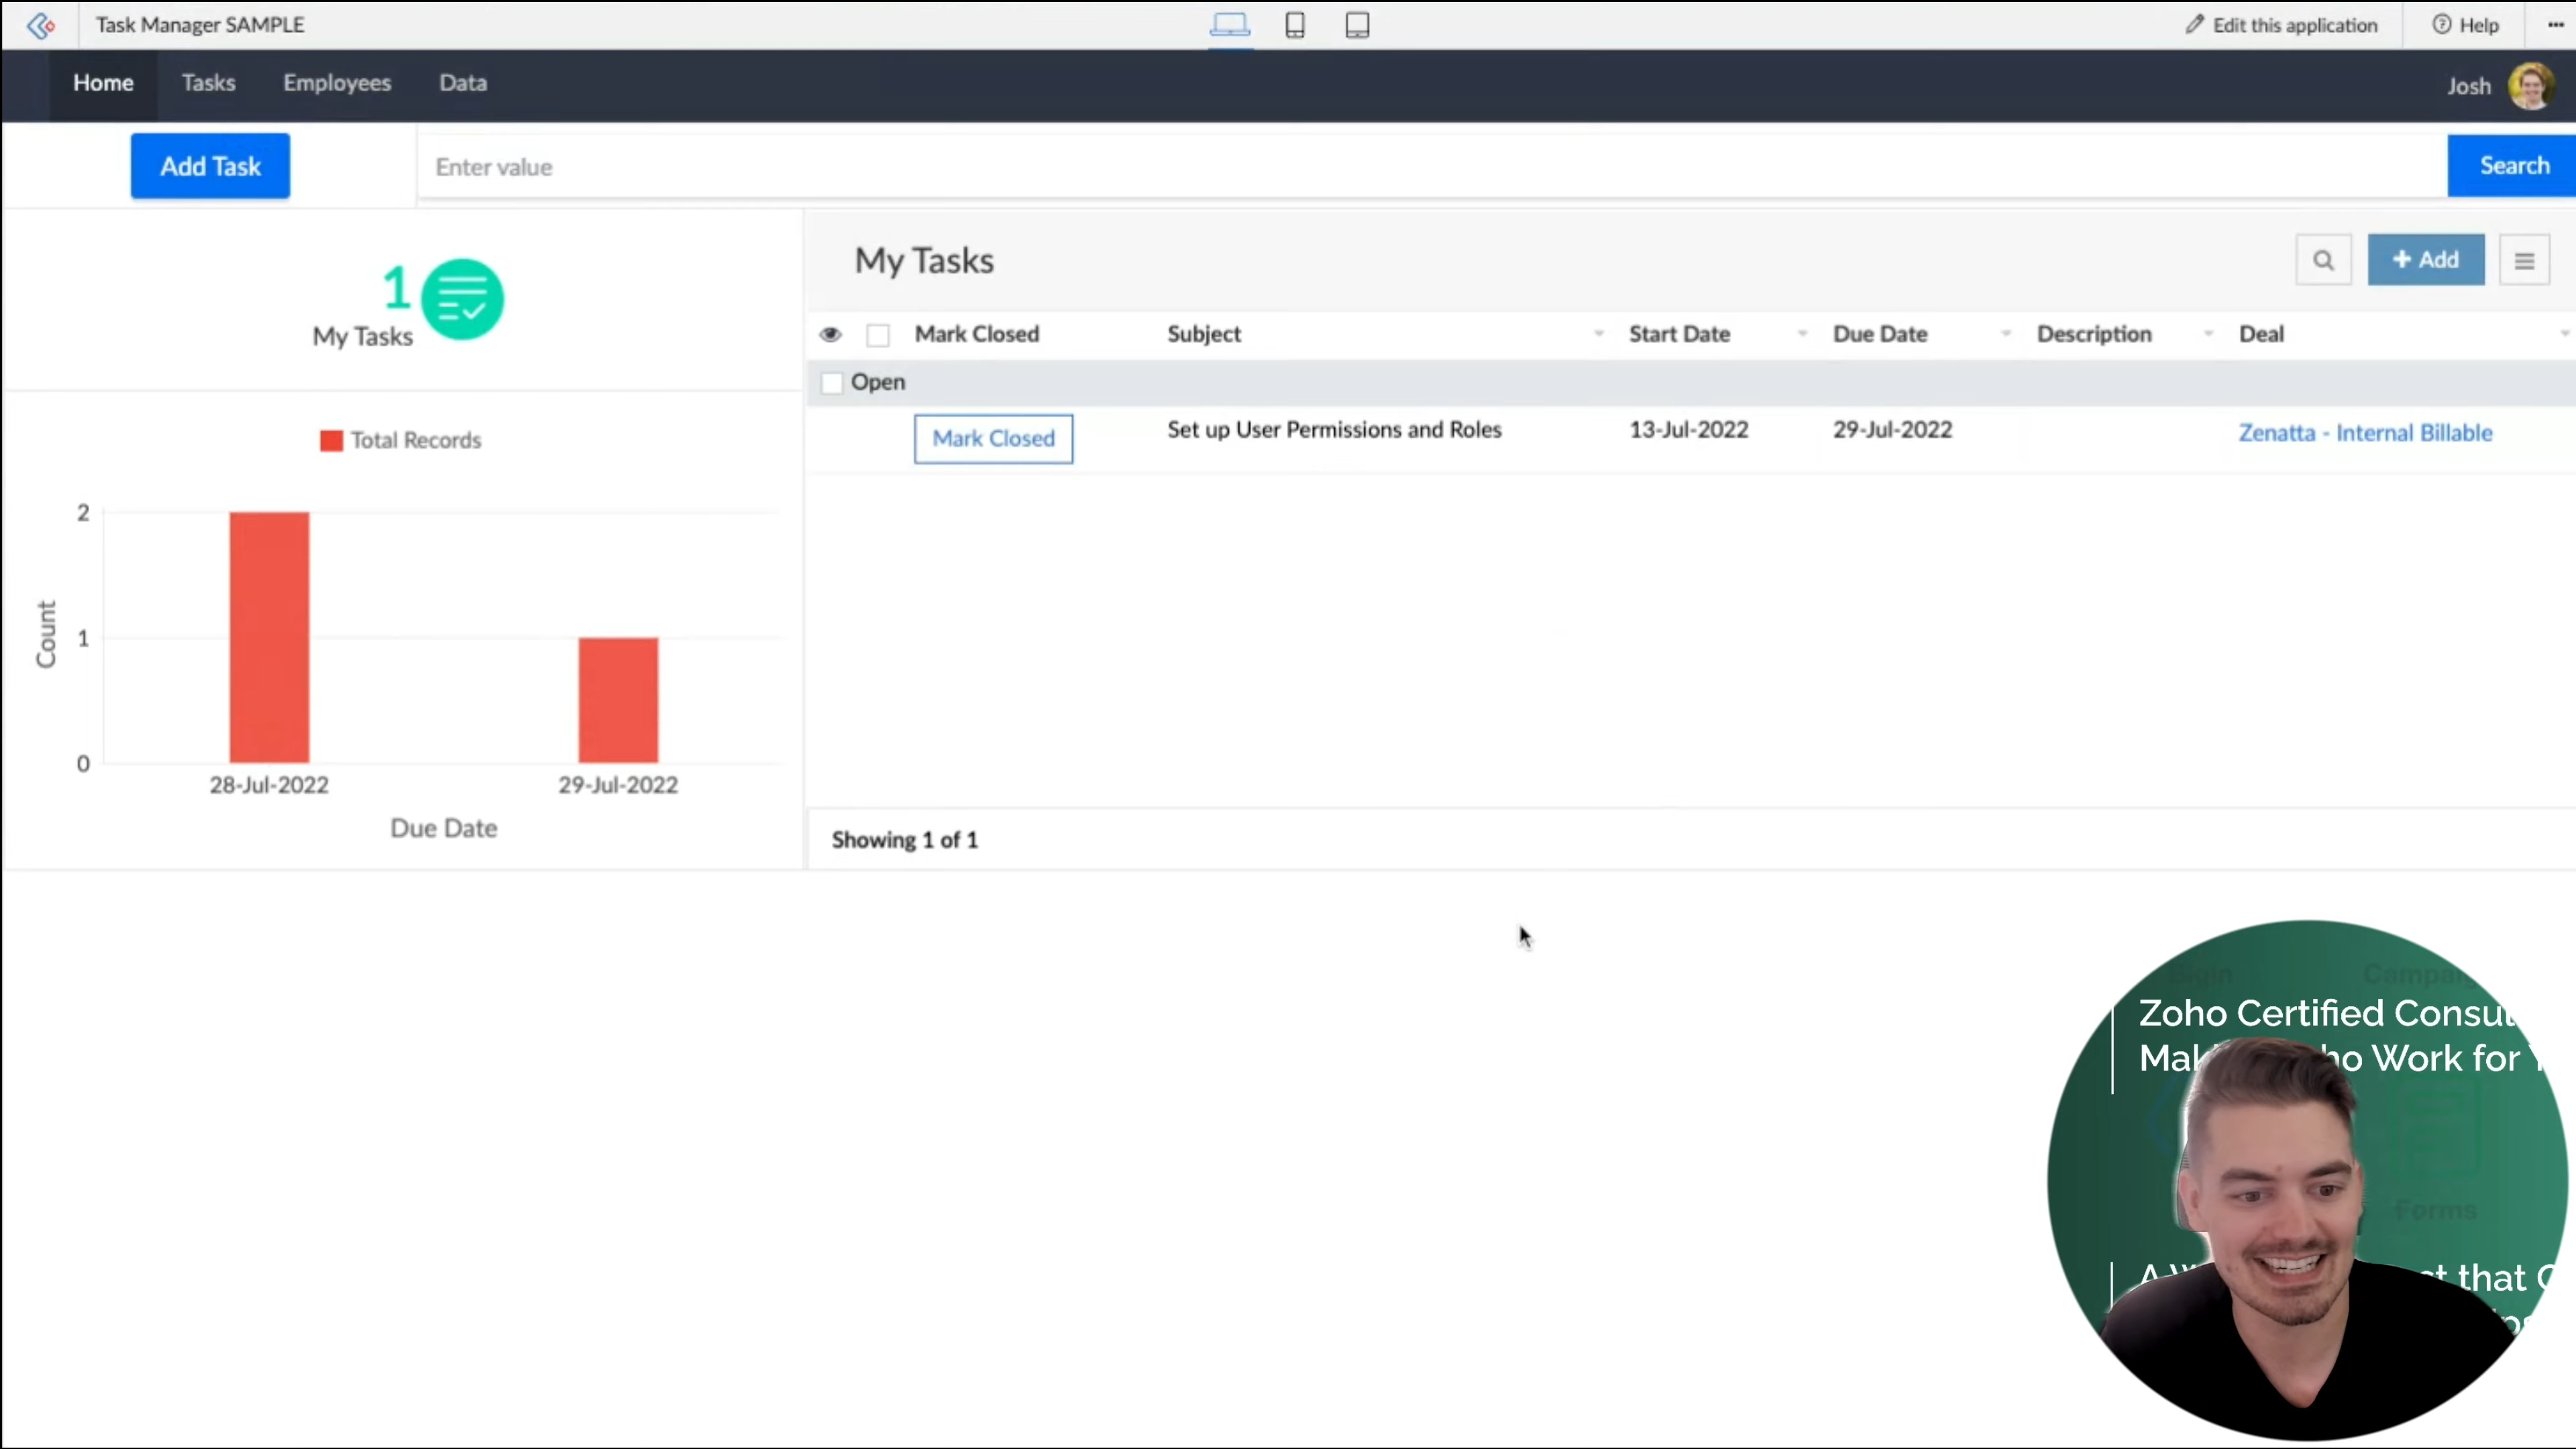 Task Manager SAMPLE
Edit this application
Help
Home Tasks Employees Data
Josh
Add Task
Enter value
Search
1
My Tasks
Total Records
2
1
0
Count
28-Jul-2022 29-Jul-2022
Due Date
My Tasks
+ Add
Mark Closed Subject Start Date Due Date Description Deal
Open
Mark Closed Set up User Permissions and Roles 13-Jul-2022 29-Jul-2022 Zenatta - Internal Billable
Showing 1 of 1
Zoho Certified
Work for
Forms
that